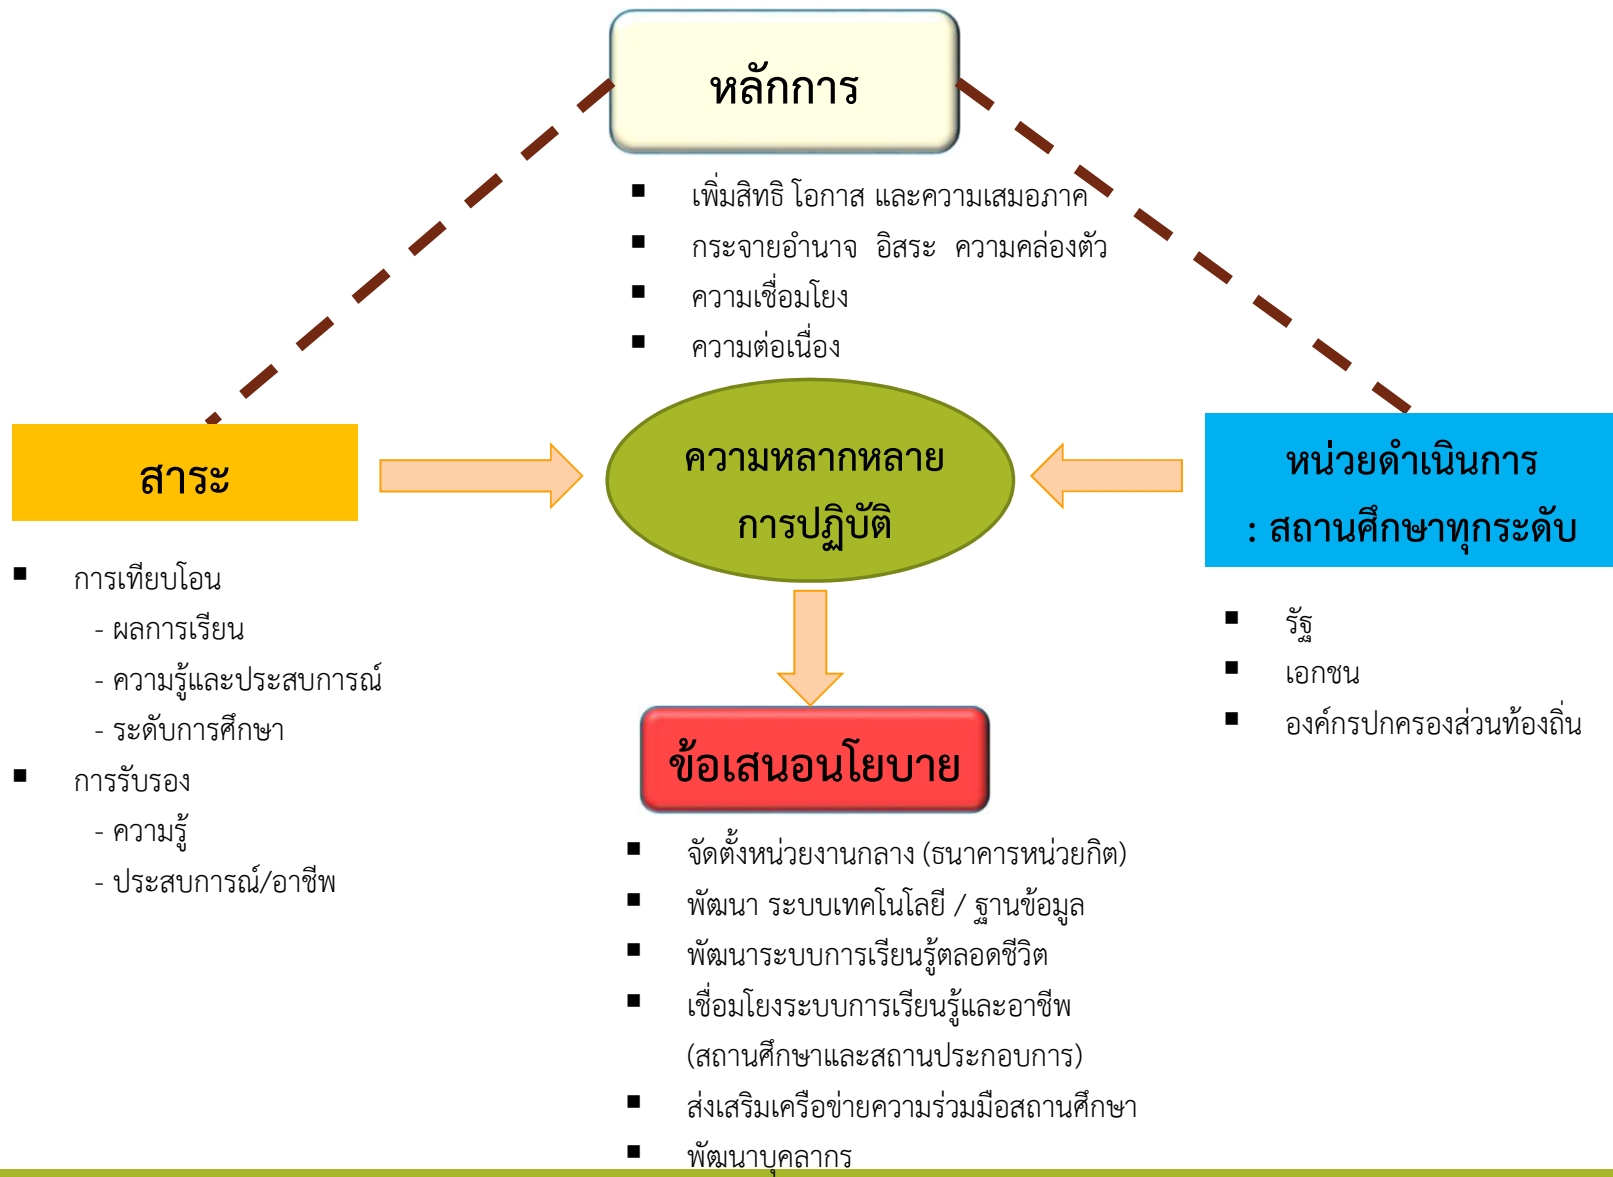 หลักการ
▪ เพิ่มสิทธิ โอกาส และความเสมอภาค
▪ กระจายอำนาจ อิสระ ความคล่องตัว
▪ ความเชื่อมโยง
▪ ความต่อเนื่อง
สาระ
▪ การเทียบโอน
- ผลการเรียน
- ความรู้และประสบการณ์
- ระดับการศึกษา
▪ การรับรอง
- ความรู้
- ประสบการณ์/อาชีพ
ความหลากหลาย
การปฏิบัติ
หน่วยดำเนินการ
: สถานศึกษาทุกระดับ
▪ รัฐ
▪ เอกชน
▪ องค์กรปกครองส่วนท้องถิ่น
ข้อเสนอนโยบาย
▪ จัดตั้งหน่วยงานกลาง (ธนาคารหน่วยกิต)
▪ พัฒนา ระบบเทคโนโลยี / ฐานข้อมูล
▪ พัฒนาระบบการเรียนรู้ตลอดชีวิต
▪ เชื่อมโยงระบบการเรียนรู้และอาชีพ
(สถานศึกษาและสถานประกอบการ)
▪ ส่งเสริมเครือข่ายความร่วมมือสถานศึกษา
▪ พัฒนาบุคลากร